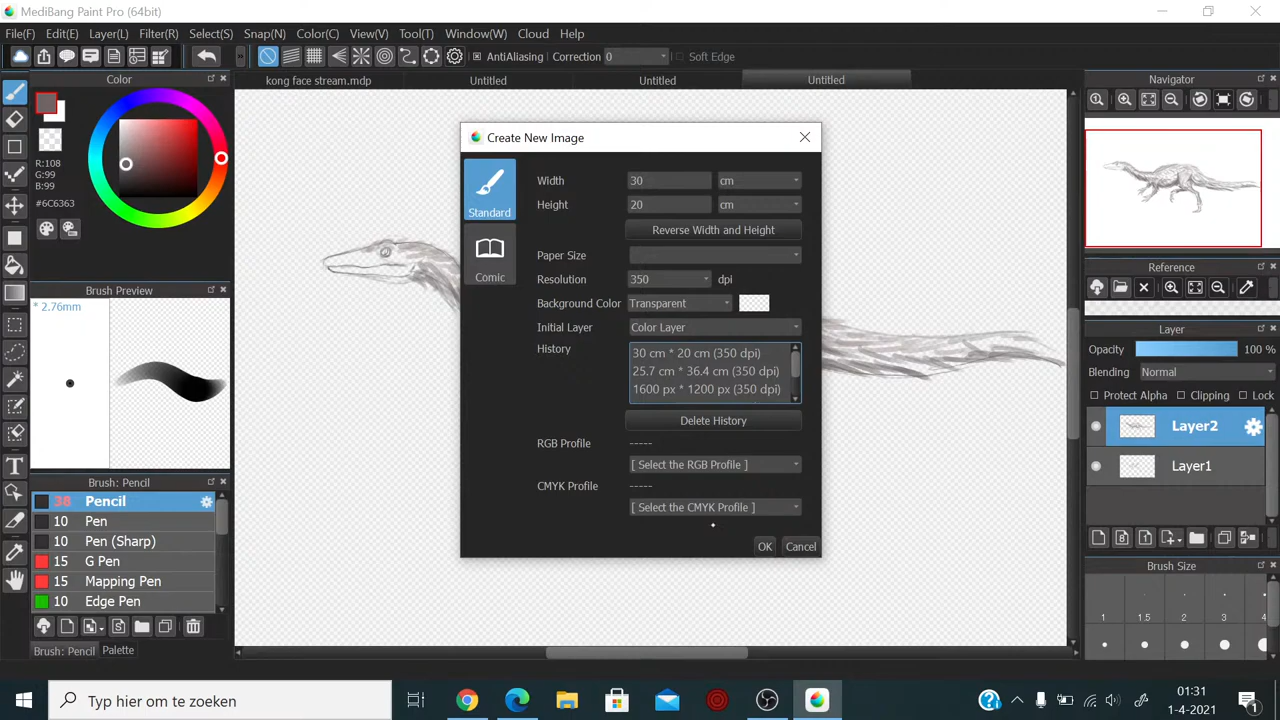 MediBang Paint Pro (64bit)
File(F) Edit(E) Layer(L) Filter(R) Select(S) Snap(N) Color(C) View(V) Tool(T) Window(W) Cloud Help
AntiAliasing Correction 0 Soft Edge
Color
kong face stream.mdp Untitled Untitled Untitled
Navigator
R:108
G:99
B:99
#6C6363
Brush Preview
* 2.76mm
Brush: Pencil
38 Pencil
10 Pen
10 Pen (Sharp)
15 G Pen
15 Mapping Pen
10 Edge Pen
Brush: Pencil Palette
Create New Image
Standard
Comic
Width 30 cm
Height 20 cm
Reverse Width and Height
Paper Size
Resolution 350 dpi
Background Color Transparent
Initial Layer Color Layer
History
30 cm * 20 cm (350 dpi)
25.7 cm * 36.4 cm (350 dpi)
1600 px * 1200 px (350 dpi)
Delete History
RGB Profile -----
[ Select the RGB Profile ]
CMYK Profile -----
[ Select the CMYK Profile ]
OK Cancel
Reference
Layer
Opacity 100 %
Blending Normal
Protect Alpha Clipping Lock
Layer2
Layer1
Brush Size
1 1.5 2 3 4
Typ hier om te zoeken
01:31
1-4-2021
1